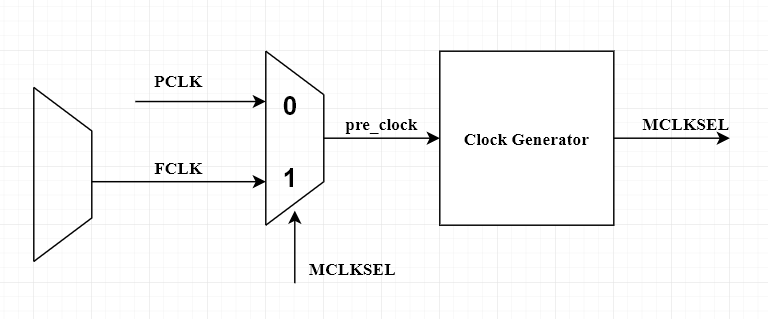 PCLK
0
pre_clock
MCLKSEL
Clock Generator
FCLK
1
MCLKSEL